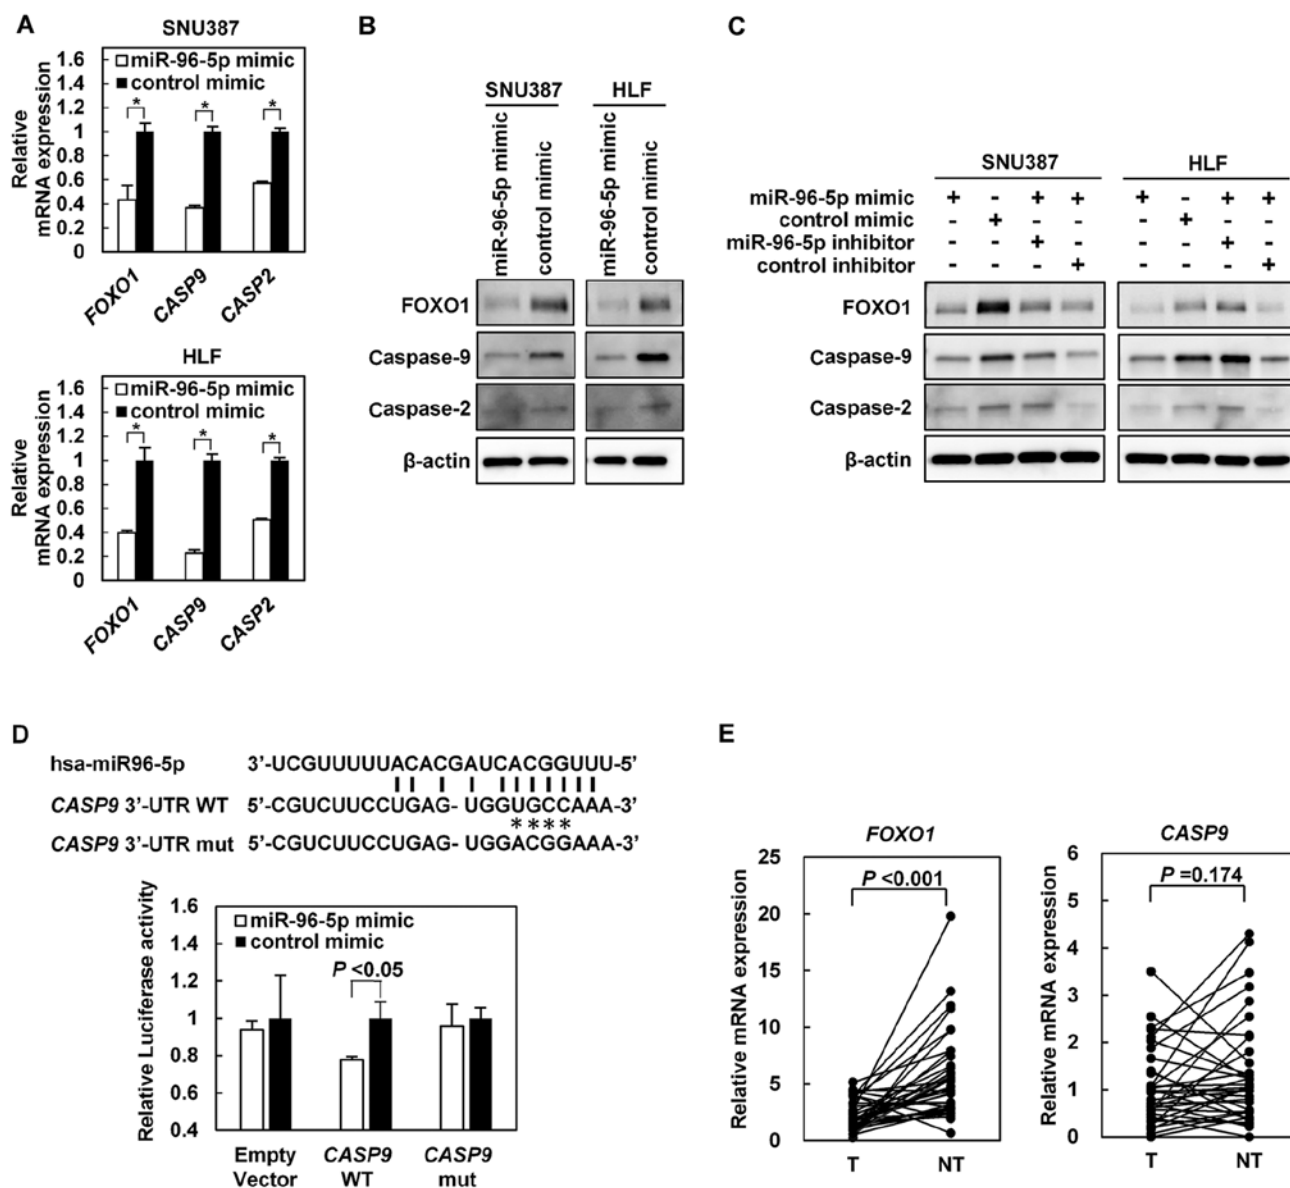 A
SNU387
Relative
mRNA expression
1.6
1.4
1.2
1
0.8
0.6
0.4
0.2
0
miR-96-5p mimic
control mimic
* * *
FOXO1 CASP9 CASP2
HLF
Relative
mRNA expression
1.6
1.4
1.2
1
0.8
0.6
0.4
0.2
0
miR-96-5p mimic
control mimic
* * *
FOXO1 CASP9 CASP2
B
SNU387 HLF
miR-96-5p mimic
control mimic
miR-96-5p mimic
control mimic
FOXO1
Caspase-9
Caspase-2
β-actin
C
SNU387 HLF
miR-96-5p mimic + - + + + - + +
control mimic - + - - - + - -
miR-96-5p inhibitor - - + - - - + -
control inhibitor - - - + - - - +
FOXO1
Caspase-9
Caspase-2
β-actin
D
hsa-miR96-5p 3’-UCGUUUUUACACGAUCACGGUUU-5’
CASP9 3’-UTR WT 5’-CGUCUUCCUGAG- UGGUGCCAAA-3’
****
CASP9 3’-UTR mut 5’-CGUCUUCCUGAG- UGGACGGAAA-3’
Relative Luciferase activity
1.6
1.4
1.2
1
0.8
0.6
0.4
miR-96-5p mimic
control mimic
P <0.05
Empty
Vector
CASP9
WT
CASP9
mut
E
FOXO1
Relative mRNA expression
25
20
15
10
5
0
P <0.001
T NT
CASP9
Relative mRNA expression
6
5
4
3
2
1
0
P =0.174
T NT